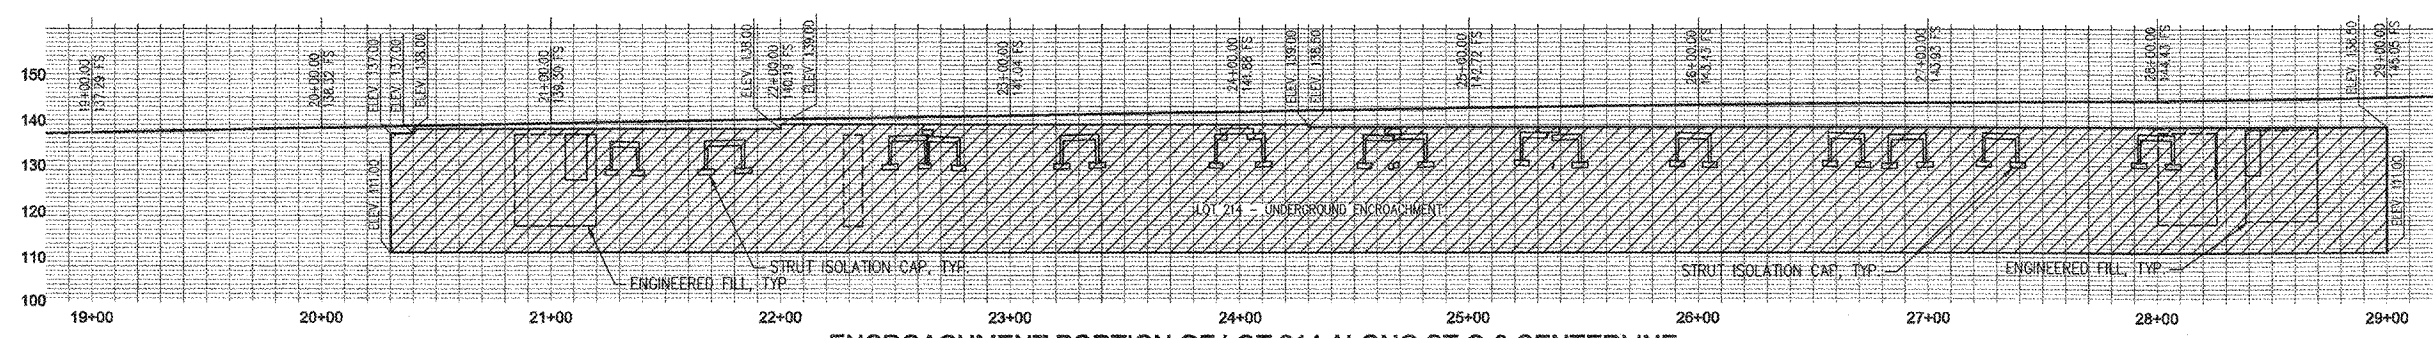 150
140
130
120
110
100
19+00.00
137.29 FS
20+00.00
138.32 FS
ELEV. 137.00
ELEV. 137.00
ELEV. 138.00
21+00.00
139.30 FS
ELEV. 138.00
22+00.00
140.19 FS
ELEV. 139.00
23+00.00
141.04 FS
24+00.00
141.88 FS
ELEV. 139.00
ELEV. 138.50
25+00.00
142.72 FS
26+00.00
143.43 FS
27+00.00
143.93 FS
28+00.00
144.41 FS
ELEV. 138.50
29+00.00
145.05 FS
ELEV. 111.00
LOT 214 - UNDERGROUND ENCROACHMENT
ELEV. 111.00
STRUT ISOLATION CAP, TYP.
ENGINEERED FILL, TYP
STRUT ISOLATION CAP, TYP.
ENGINEERED FILL, TYP
19+00
20+00
21+00
22+00
23+00
24+00
25+00
26+00
27+00
28+00
29+00